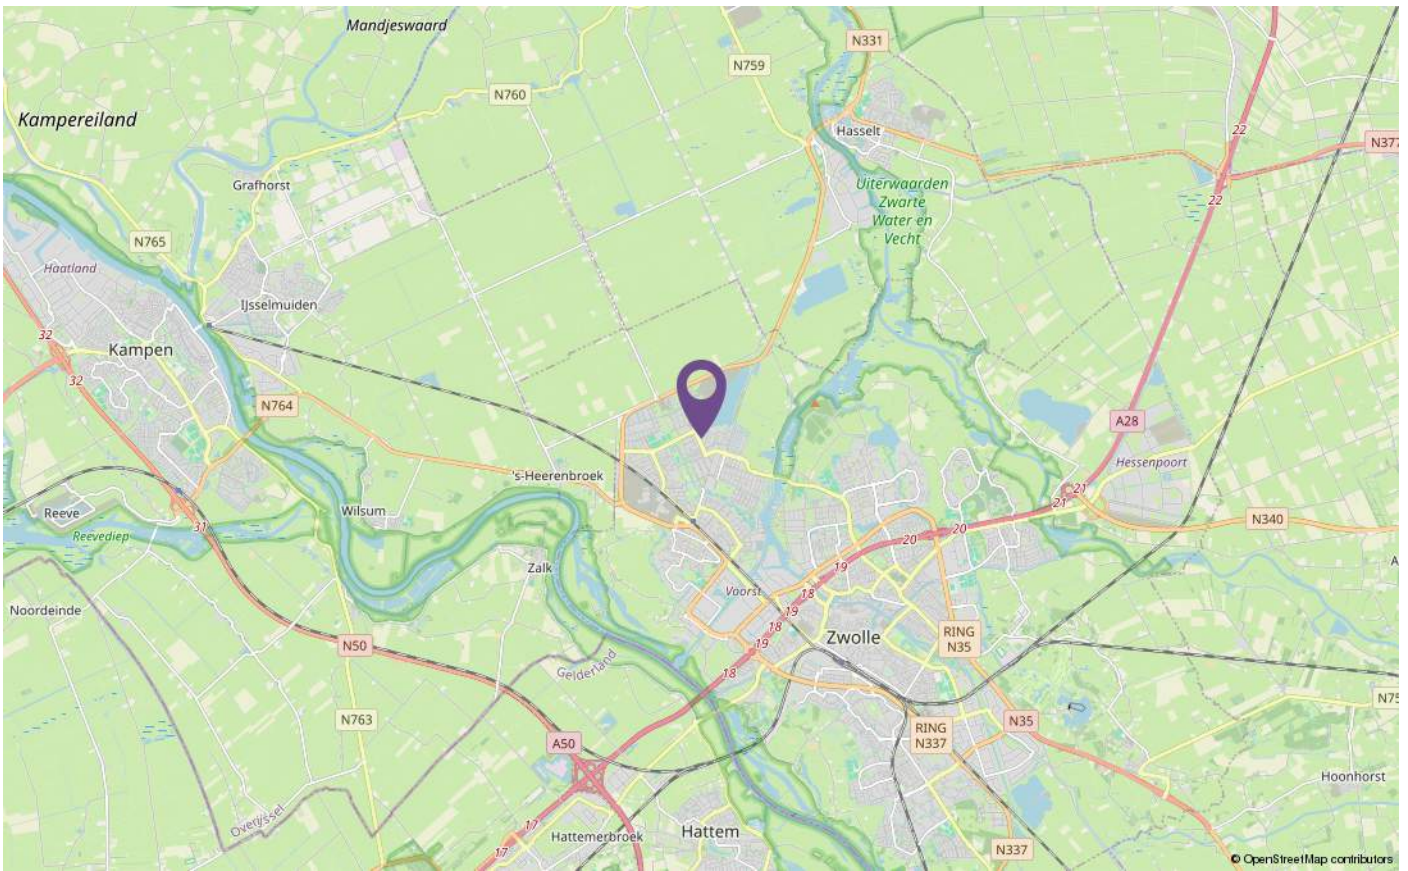 Mandjeswaard
N331
N759
N760
Kampereiland
Hasselt
22
N377
Grafhorst
Uiterwaarden
Zwarte
Water en
Vecht
22
N765
Haatland
IJsselmuiden
32
Kampen
32
N764
A28
Hessenpoort
's-Heerenbroek
21
21
Reeve
Wilsum
N340
31
Reevediep
20
20
Zalk
19
Voorst
18
19
Noordeinde
18
Zwolle
RING
N35
19
N50
Gelderland
18
N763
N35
RING
N337
A50
Hoonhorst
Overijssel
17
Hattemerbroek
Hattem
17
N337
© OpenStreetMap contributors